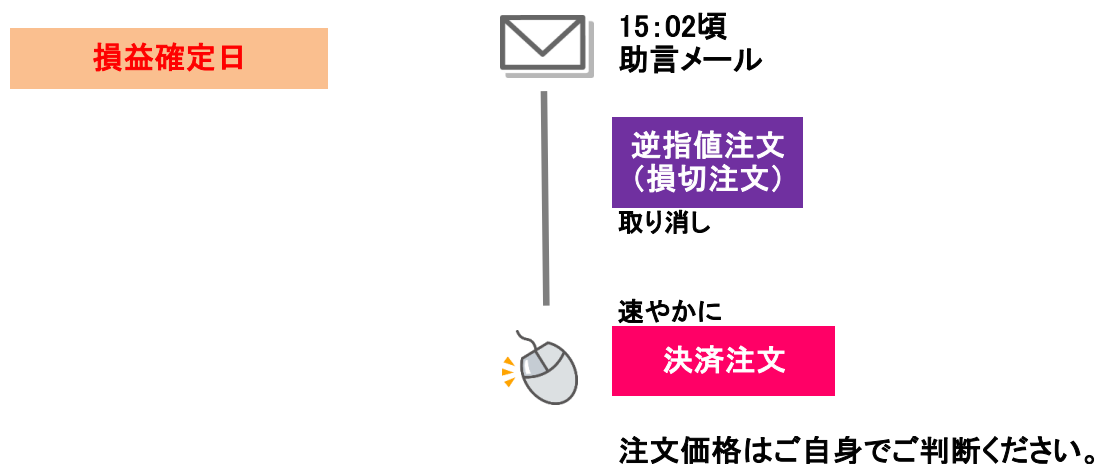 損益確定日
15:02頃
助言メール
逆指値注文
（損切注文）
取り消し
速やかに
決済注文
注文価格はご自身でご判断ください。